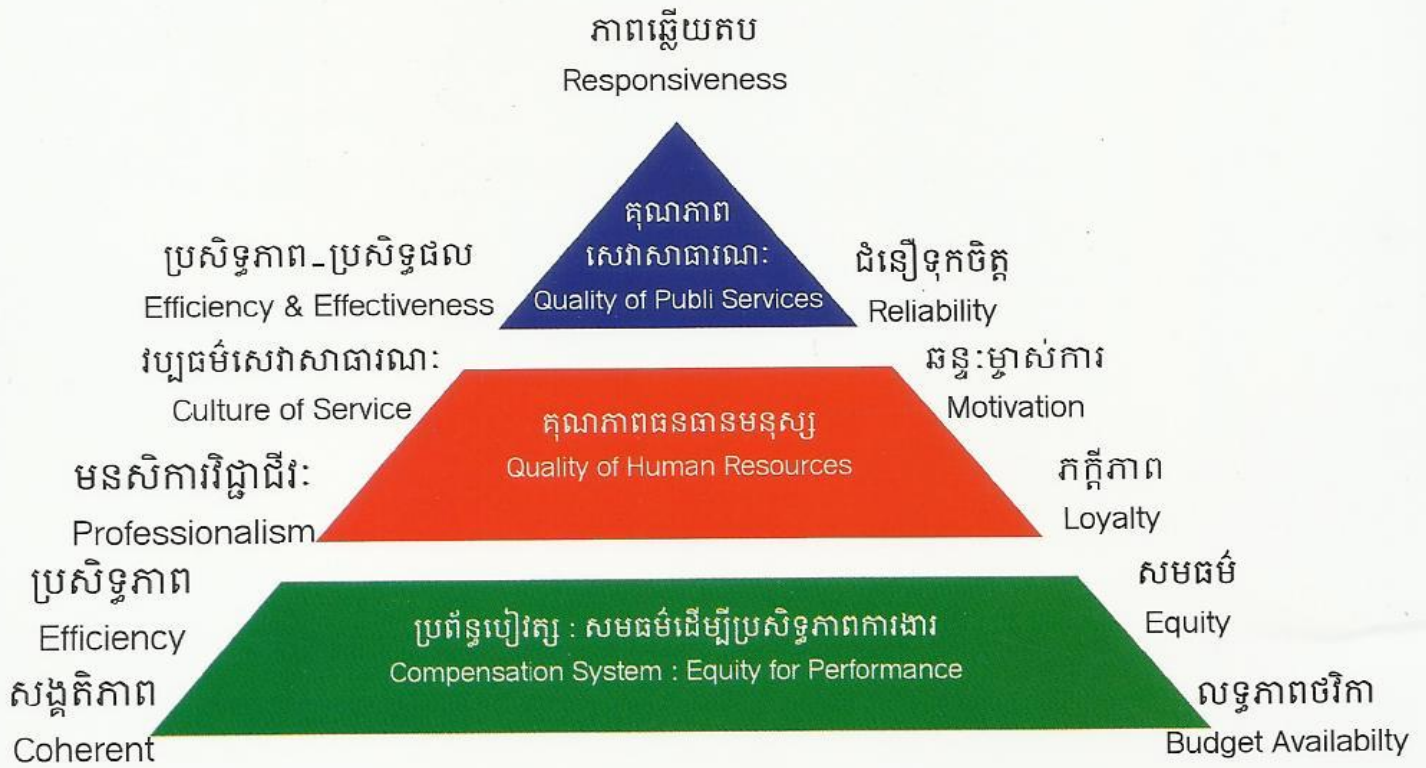 ភាពឆ្លើយតប
Responsiveness
គុណភាព
សេវាសាធារណៈ
Quality of Publi Services
ប្រសិទ្ធភាព-ប្រសិទ្ធផល
Efficiency & Effectiveness
ជំនឿទុកចិត្ត
Reliability
វប្បធម៌សេវាសាធារណៈ
Culture of Service
ឆន្ទៈម្ចាស់ការ
Motivation
គុណភាពធនធានមនុស្ស
Quality of Human Resources
មនសិការវិជ្ជាជីវៈ
Professionalism
ភក្តីភាព
Loyalty
ប្រសិទ្ធភាព
Efficiency
សមធម៌
Equity
ប្រព័ន្ធបៀវត្ស : សមធម៌ដើម្បីប្រសិទ្ធភាពការងារ
Compensation System : Equity for Performance
សង្គតិភាព
Coherent
លទ្ធភាពថវិកា
Budget Availabilty